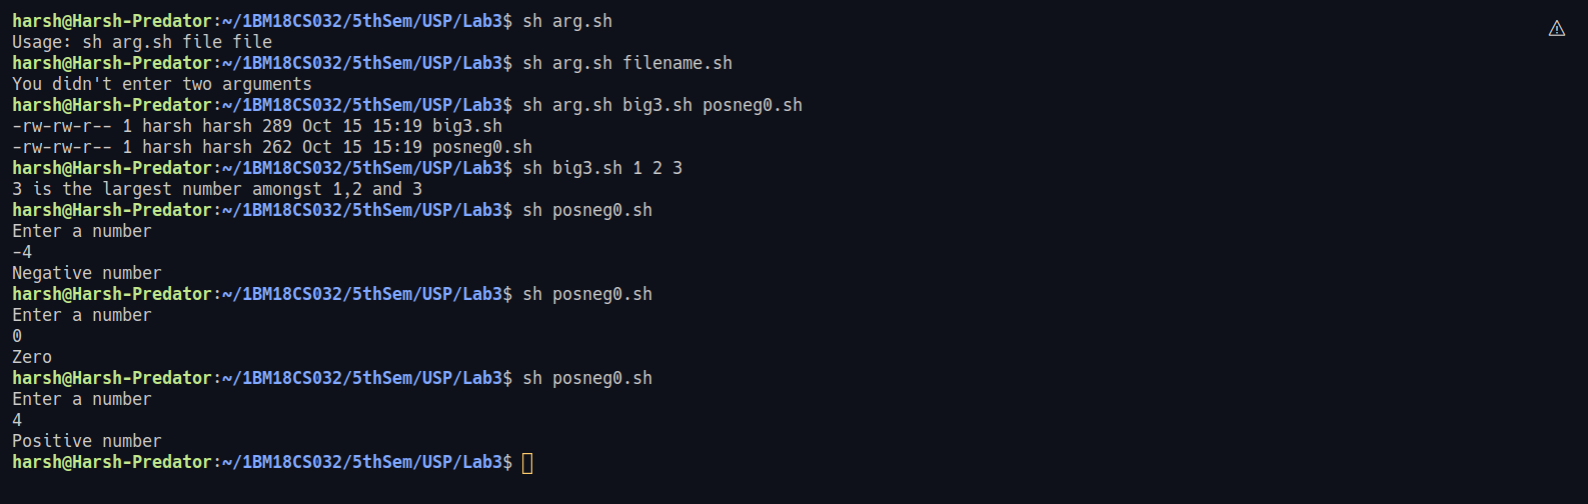 harsh@Harsh-Predator:~/1BM18CS032/5thSem/USP/Lab3$ sh arg.sh
Usage: sh arg.sh file file
harsh@Harsh-Predator:~/1BM18CS032/5thSem/USP/Lab3$ sh arg.sh filename.sh
You didn't enter two arguments
harsh@Harsh-Predator:~/1BM18CS032/5thSem/USP/Lab3$ sh arg.sh big3.sh posneg0.sh
-rw-rw-r-- 1 harsh harsh 289 Oct 15 15:19 big3.sh
-rw-rw-r-- 1 harsh harsh 262 Oct 15 15:19 posneg0.sh
harsh@Harsh-Predator:~/1BM18CS032/5thSem/USP/Lab3$ sh big3.sh 1 2 3
3 is the largest number amongst 1,2 and 3
harsh@Harsh-Predator:~/1BM18CS032/5thSem/USP/Lab3$ sh posneg0.sh
Enter a number
-4
Negative number
harsh@Harsh-Predator:~/1BM18CS032/5thSem/USP/Lab3$ sh posneg0.sh
Enter a number
0
Zero
harsh@Harsh-Predator:~/1BM18CS032/5thSem/USP/Lab3$ sh posneg0.sh
Enter a number
4
Positive number
harsh@Harsh-Predator:~/1BM18CS032/5thSem/USP/Lab3$